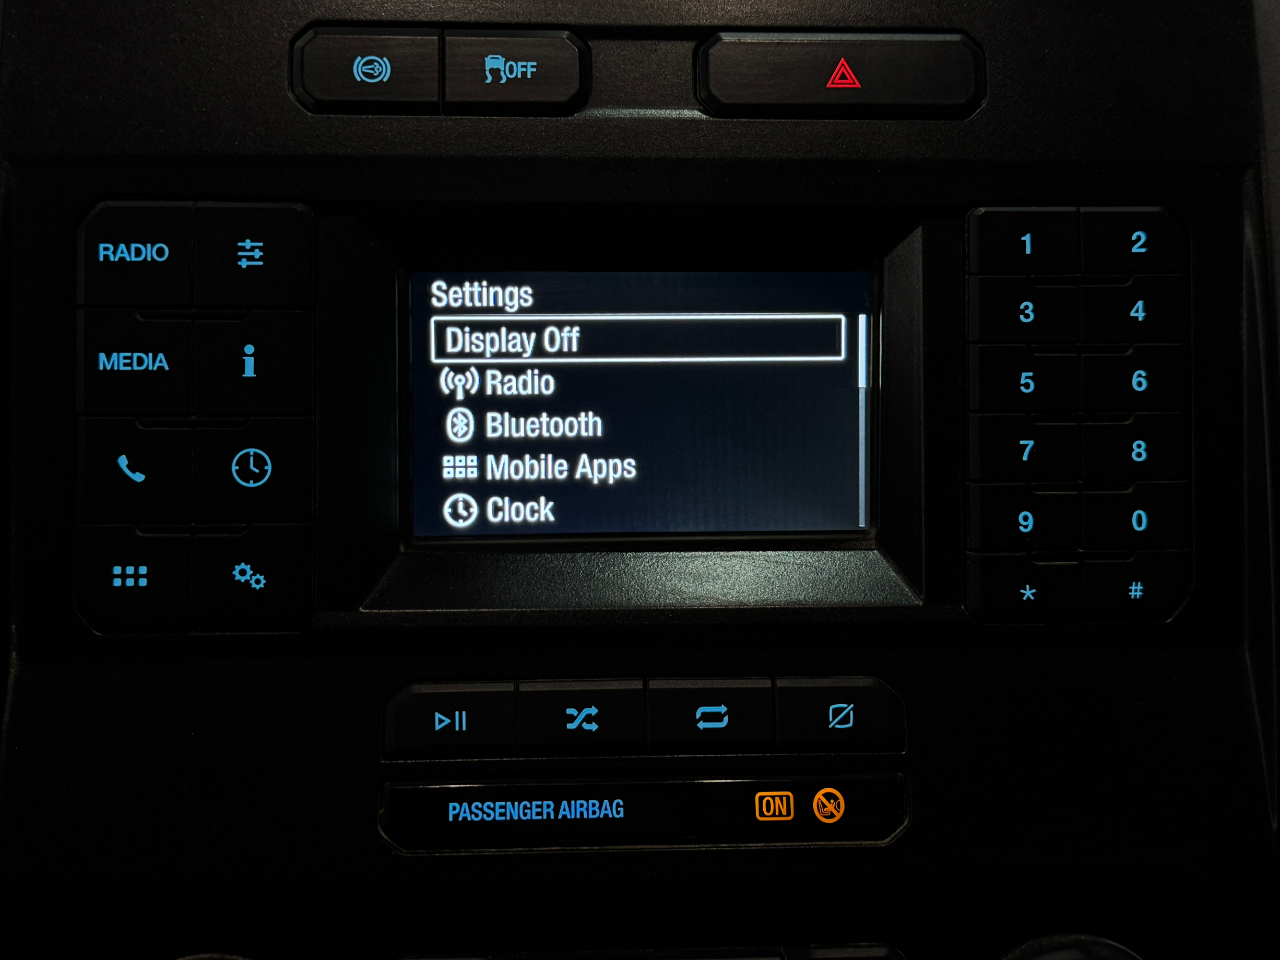 OFF
RADIO
MEDIA
i
Settings
Display Off
Radio
Bluetooth
Mobile Apps
Clock
1 2
3 4
5 6
7 8
9 0
* #
PASSENGER AIRBAG ON